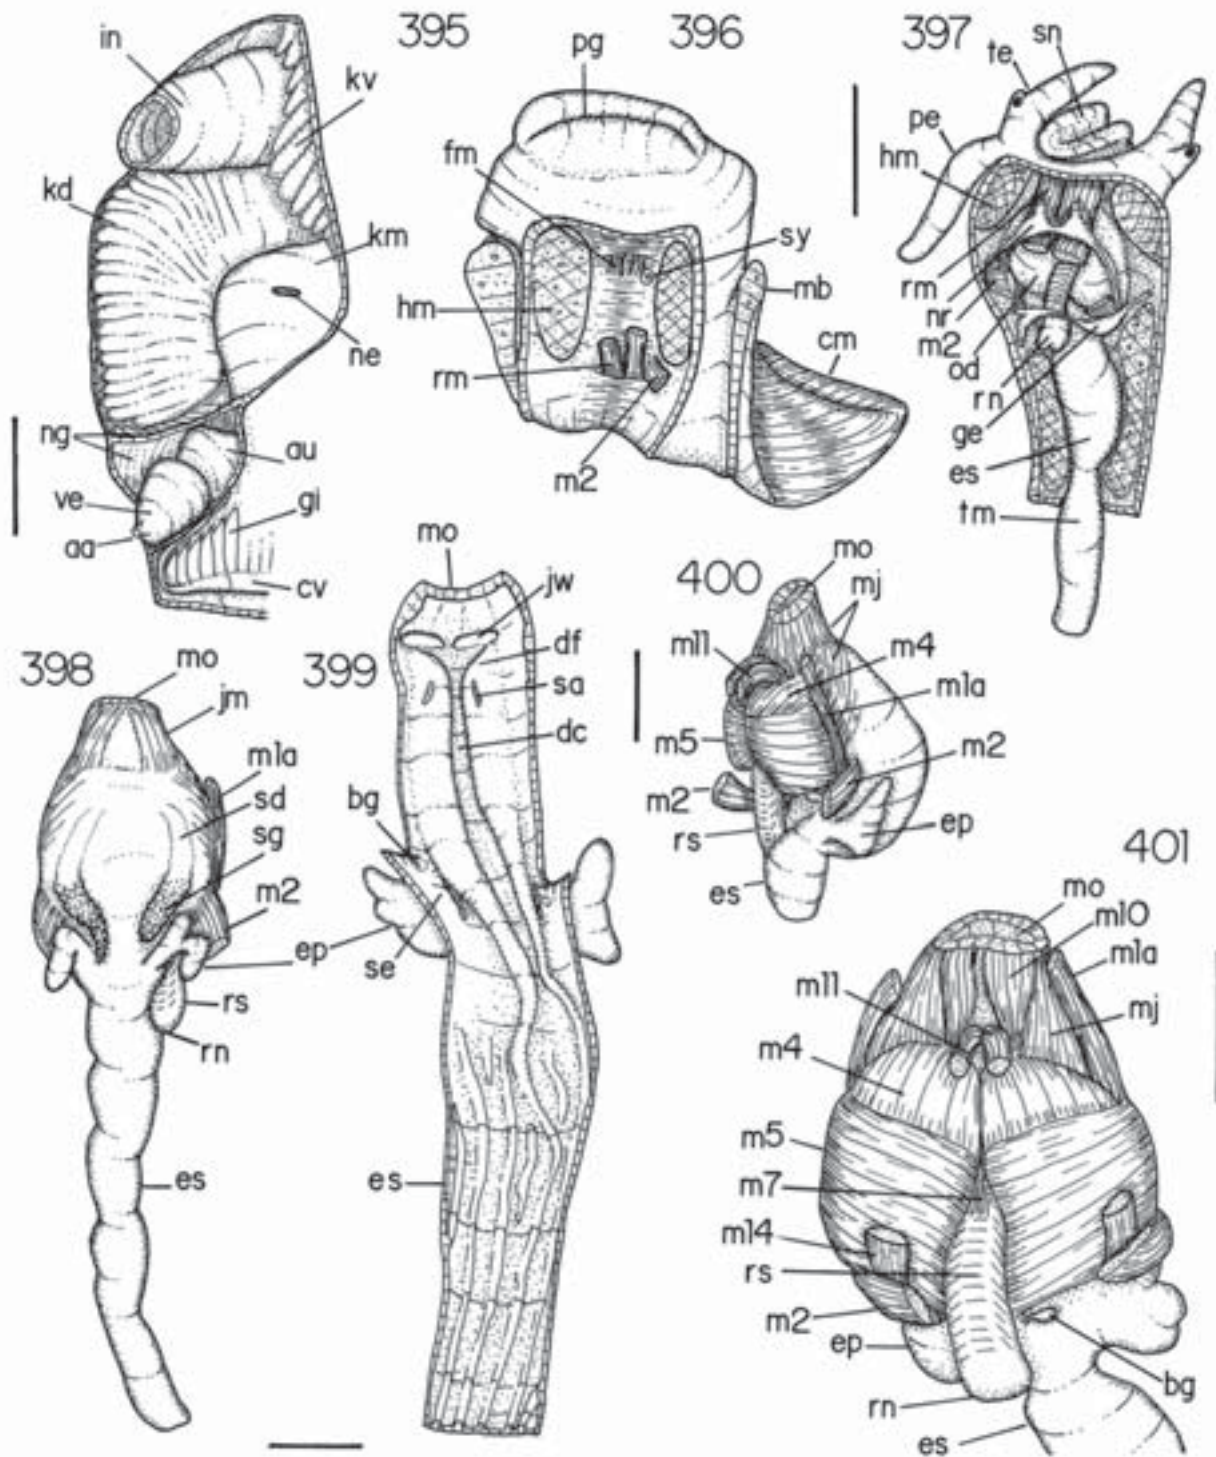 395
in
kv
kd
km
ne
ng
au
ve
gi
aa
cv
396
pg
fm
sy
hm
mb
cm
rm
m2
397
te
sn
pe
hm
rm
nr
m2
od
rn
ge
es
tm
398
mo
jm
m1a
sd
sg
m2
ep
rs
rn
es
399
mo
jw
df
sa
dc
bg
se
es
400
mo
mj
m11
m4
m1a
m5
m2
m2
rs
ep
es
401
mo
m10
m1a
m11
mj
m4
m5
m7
m14
rs
m2
ep
bg
rn
es